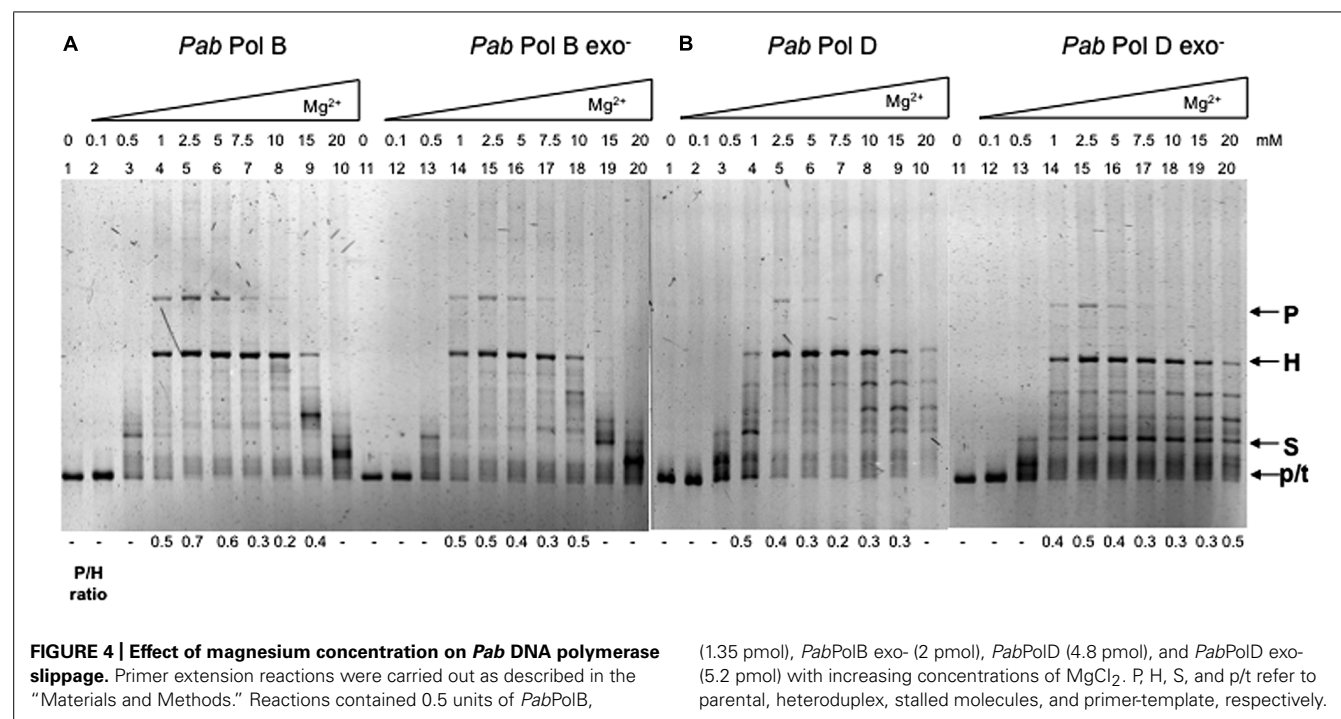 A Pab Pol B Pab Pol B exo- B Pab Pol D Pab Pol D exo-
Mg2+ Mg2+ Mg2+ Mg2+
0 0.1 0.5 1 2.5 5 7.5 10 15 20 0 0.1 0.5 1 2.5 5 7.5 10 15 20 0 0.1 0.5 1 2.5 5 7.5 10 15 20 0 0.1 0.5 1 2.5 5 7.5 10 15 20 mM
1 2 3 4 5 6 7 8 9 10 11 12 13 14 15 16 17 18 19 20 1 2 3 4 5 6 7 8 9 10 11 12 13 14 15 16 17 18 19 20
P
H
S
p/t
- - - 0.5 0.7 0.6 0.3 0.2 0.4 - - - - 0.5 0.5 0.4 0.3 0.5 - - - - - 0.5 0.4 0.3 0.2 0.3 0.3 - - - - 0.4 0.5 0.4 0.3 0.3 0.3 0.5
P/H
ratio
FIGURE 4 | Effect of magnesium concentration on Pab DNA polymerase
slippage. Primer extension reactions were carried out as described in the
“Materials and Methods.” Reactions contained 0.5 units of PabPolB,
(1.35 pmol), PabPolB exo- (2 pmol), PabPolD (4.8 pmol), and PabPolD exo-
(5.2 pmol) with increasing concentrations of MgCl2. P, H, S, and p/t refer to
parental, heteroduplex, stalled molecules, and primer-template, respectively.